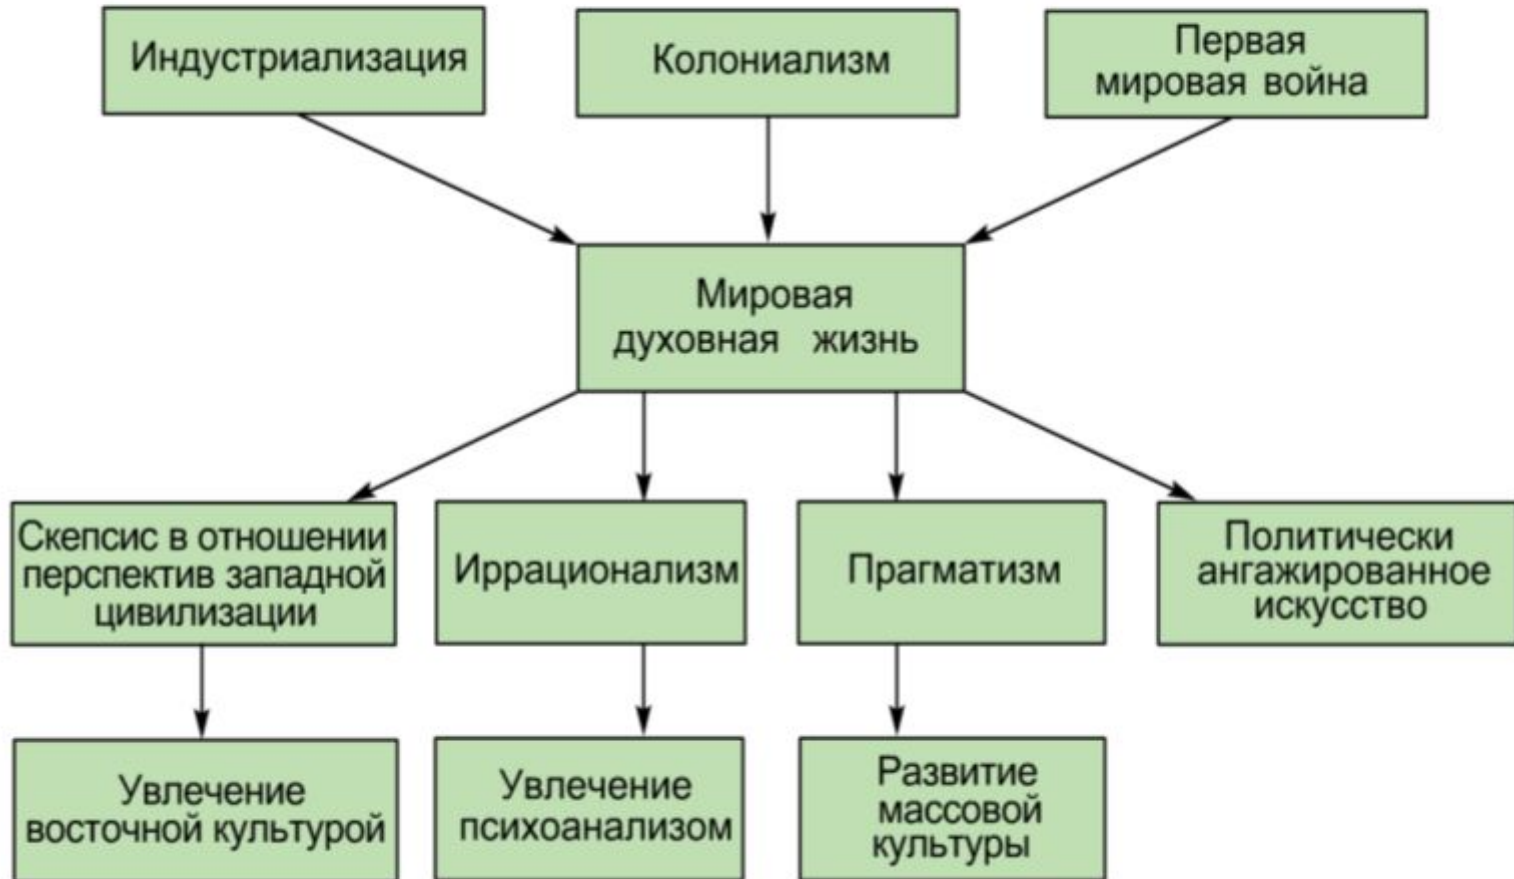 Индустриализация
Колониализм
Первая
мировая война
Мировая
духовная жизнь
Скепсис в отношении
перспектив западной
цивилизации
Иррационализм
Прагматизм
Политически
ангажированное
искусство
Увлечение
восточной культурой
Увлечение
психоанализом
Развитие
массовой
культуры